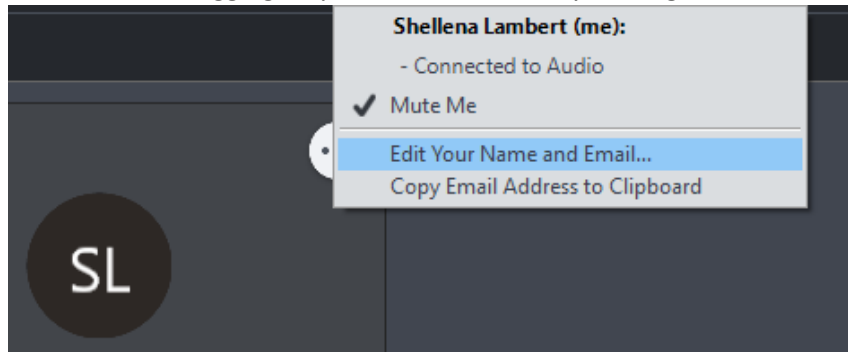 Shellena Lambert (me):
- Connected to Audio
Mute Me
Edit Your Name and Email...
Copy Email Address to Clipboard
SL